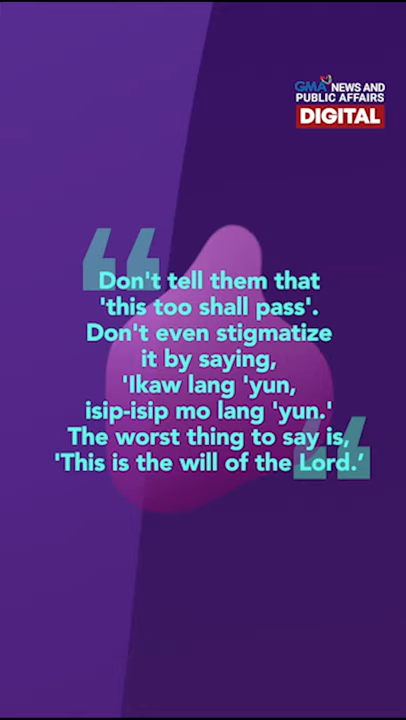 GMA NEWS AND
PUBLIC AFFAIRS
DIGITAL
“
Don't tell them that
'this too shall pass'.
Don't even stigmatize
it by saying,
'Ikaw lang 'yun,
isip-isip mo lang 'yun.'
The worst thing to say is,
'This is the will of the Lord.’
”